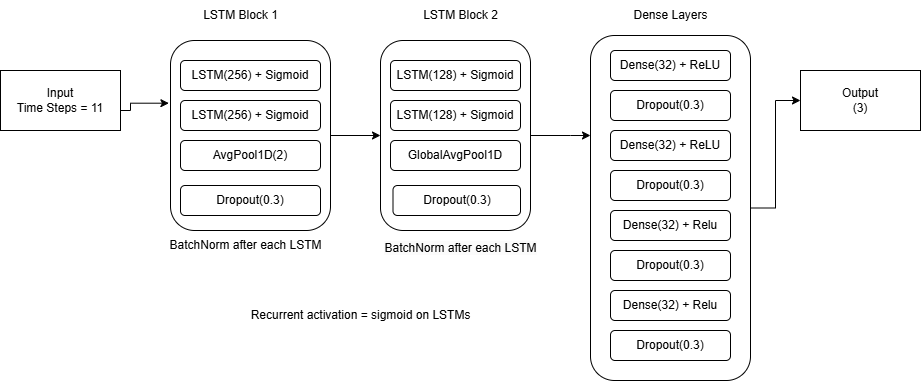 LSTM Block 1
LSTM Block 2
Dense Layers
Input
Time Steps = 11
LSTM(256) + Sigmoid
LSTM(256) + Sigmoid
AvgPool1D(2)
Dropout(0.3)
BatchNorm after each LSTM
LSTM(128) + Sigmoid
LSTM(128) + Sigmoid
GlobalAvgPool1D
Dropout(0.3)
BatchNorm after each LSTM
Dense(32) + ReLU
Dropout(0.3)
Dense(32) + ReLU
Dropout(0.3)
Dense(32) + Relu
Dropout(0.3)
Dense(32) + Relu
Dropout(0.3)
Output
(3)
Recurrent activation = sigmoid on LSTMs